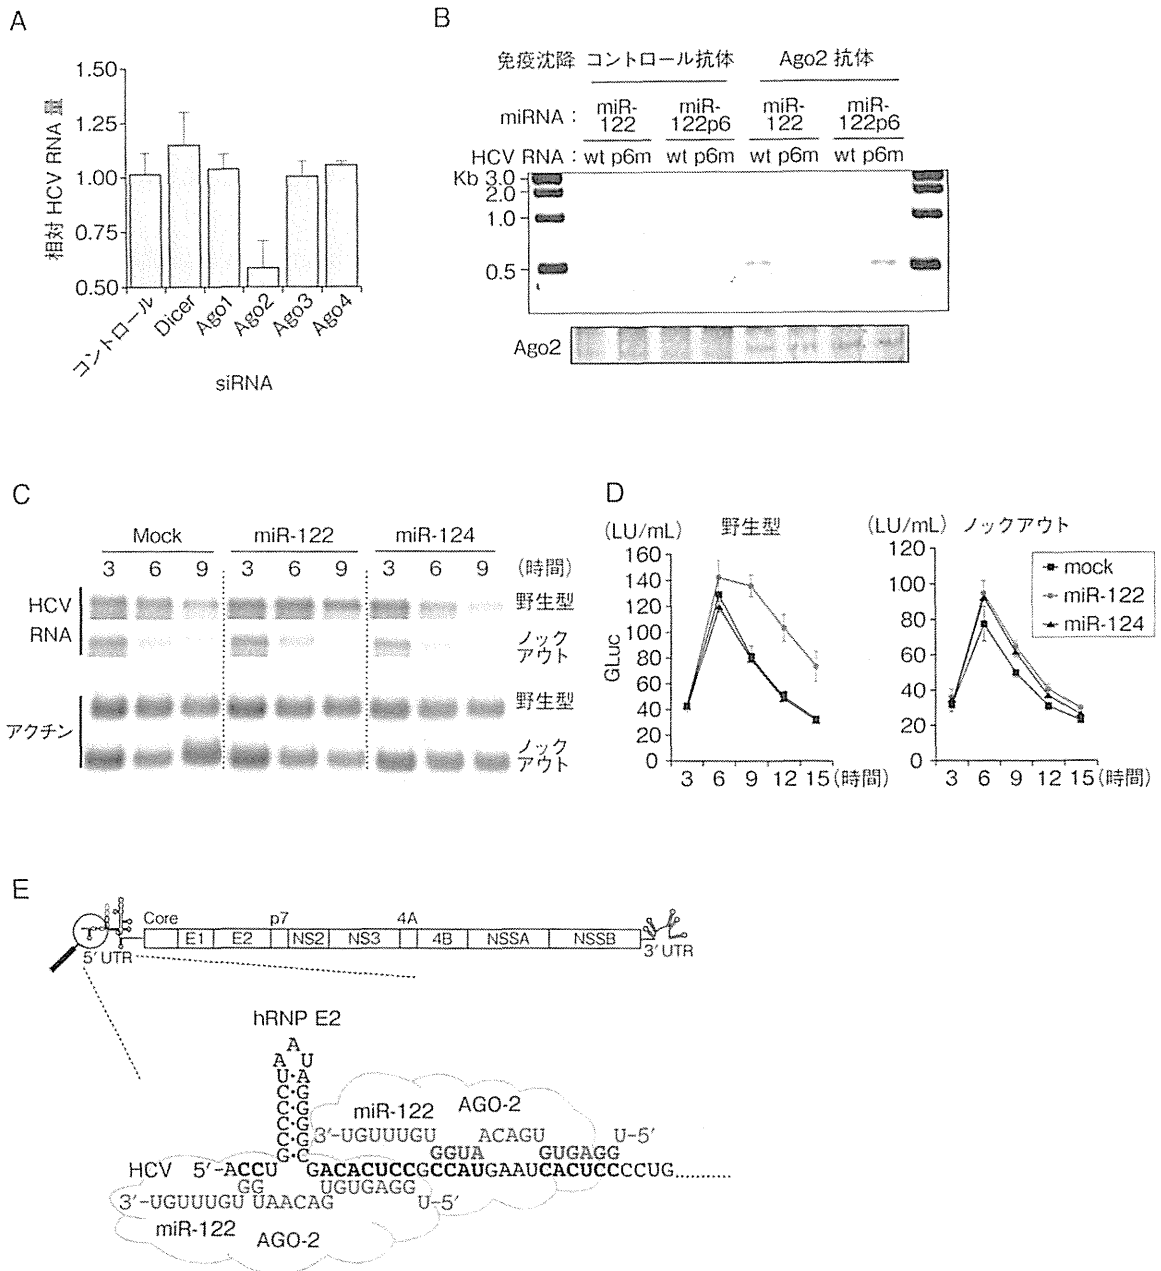 A
1.50
1.25
1.00
0.75
0.50
相対 HCV RNA 量
コントロール
Dicer
Ago1
Ago2
Ago3
Ago4
siRNA
B
免疫沈降 コントロール抗体 Ago2 抗体
miRNA : miR-122 miR-122p6 miR-122 miR-122p6
HCV RNA : wt p6m wt p6m wt p6m wt p6m
Kb 3.0
2.0
1.0
0.5
Ago2
C
Mock miR-122 miR-124
3 6 9 3 6 9 3 6 9 (時間)
HCV RNA
野生型
ノックアウト
アクチン
野生型
ノックアウト
D
(LU/mL) 野生型
160
140
120
100
80
60
40
20
0
GLuc
3 6 9 12 15 (時間)
(LU/mL) ノックアウト
120
100
80
60
40
20
0
3 6 9 12 15 (時間)
mock
miR-122
miR-124
E
Core p7 4A
E1 E2 NS2 NS3 4B NSSA NSSB
5′ UTR 3′ UTR
hRNP E2
A
A U
U A
C•G
C•G
C•G
C•G
G C
miR-122 AGO-2
3′-UGUUUGU ACAGU U-5′
GGUA GUGAGG
HCV 5′-ACCU GACACUCCGCCAUGAAUCACUCCCCUG..........
GG UGUGAGG
3′-UGUUUGU UAACAG U-5′
miR-122 AGO-2